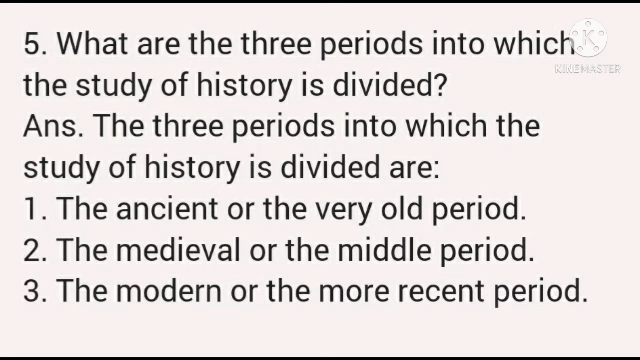 5. What are the three periods into which
the study of history is divided?
Ans. The three periods into which the
study of history is divided are:
1. The ancient or the very old period.
2. The medieval or the middle period.
3. The modern or the more recent period.
K
KINEMASTER